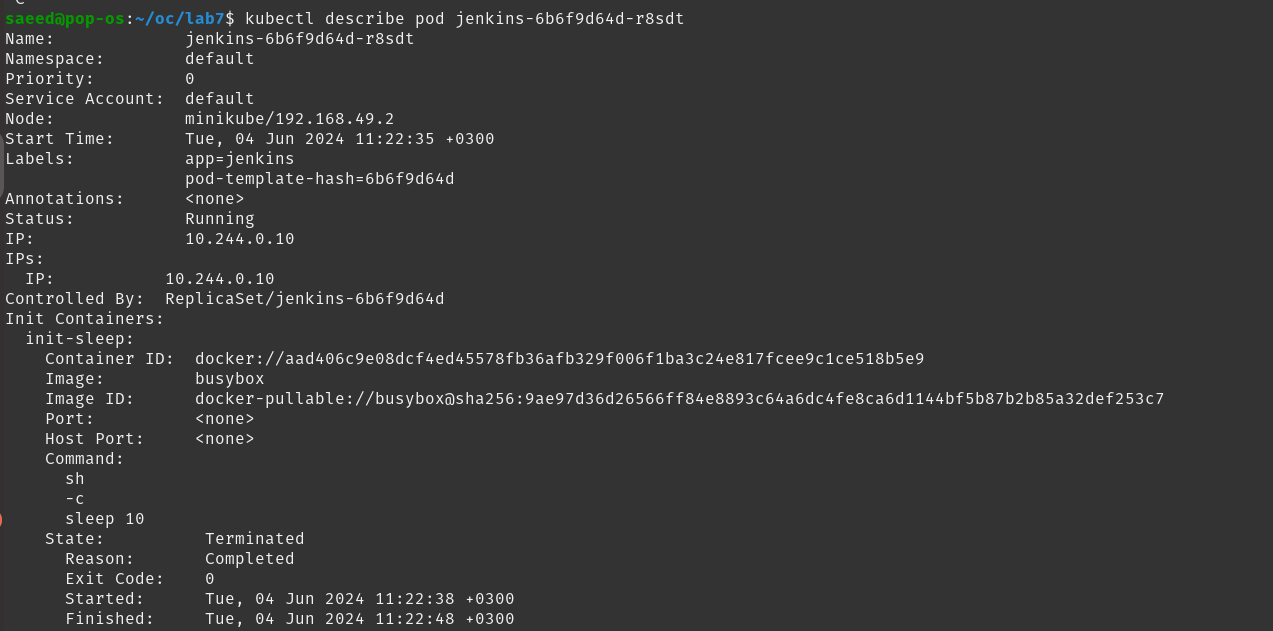 saeed@pop-os:~/oc/lab7$ kubectl describe pod jenkins-6b6f9d64d-r8sdt
Name:             jenkins-6b6f9d64d-r8sdt
Namespace:        default
Priority:         0
Service Account:  default
Node:             minikube/192.168.49.2
Start Time:       Tue, 04 Jun 2024 11:22:35 +0300
Labels:           app=jenkins
                  pod-template-hash=6b6f9d64d
Annotations:      <none>
Status:           Running
IP:               10.244.0.10
IPs:
  IP:           10.244.0.10
Controlled By:  ReplicaSet/jenkins-6b6f9d64d
Init Containers:
  init-sleep:
    Container ID:  docker://aad406c9e08dcf4ed45578fb36afb329f006f1ba3c24e817fcee9c1ce518b5e9
    Image:         busybox
    Image ID:      docker-pullable://busybox@sha256:9ae97d36d26566ff84e8893c64a6dc4fe8ca6d1144bf5b87b2b85a32def253c7
    Port:          <none>
    Host Port:     <none>
    Command:
      sh
      -c
      sleep 10
    State:          Terminated
      Reason:       Completed
      Exit Code:    0
      Started:      Tue, 04 Jun 2024 11:22:38 +0300
      Finished:     Tue, 04 Jun 2024 11:22:48 +0300